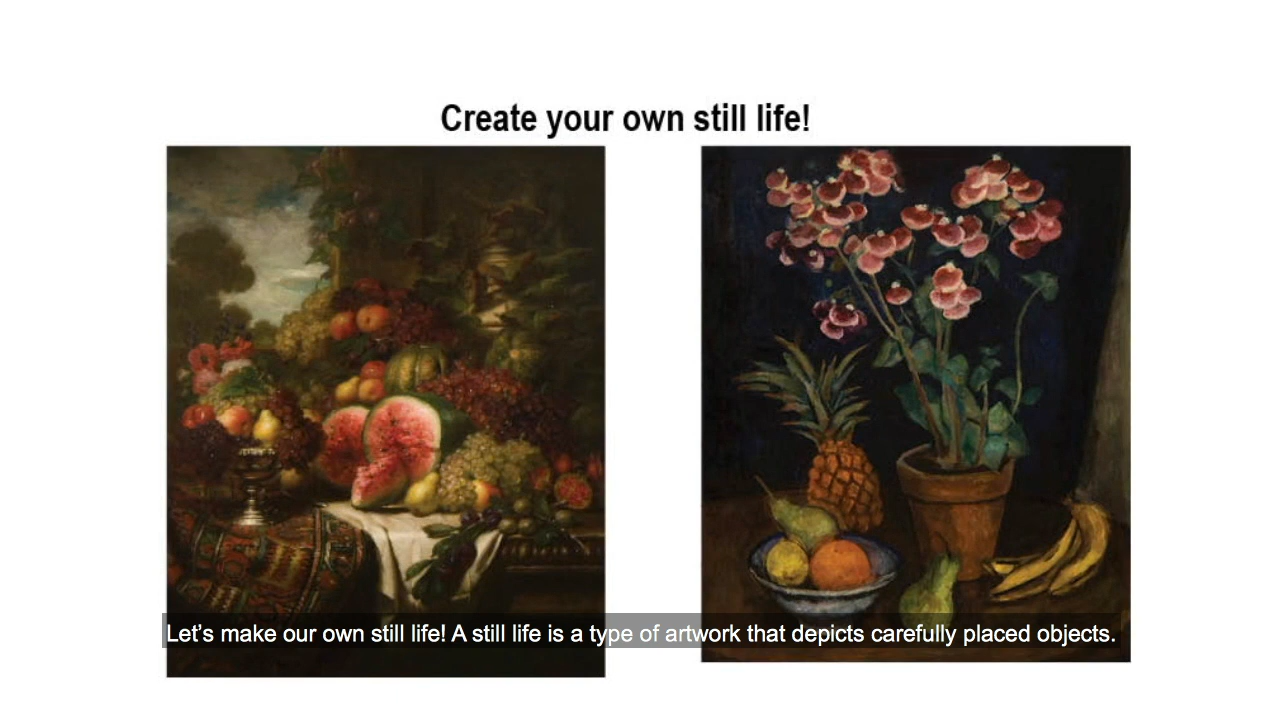 Create your own still life!
Let’s make our own still life! A still life is a type of artwork that depicts carefully placed objects.